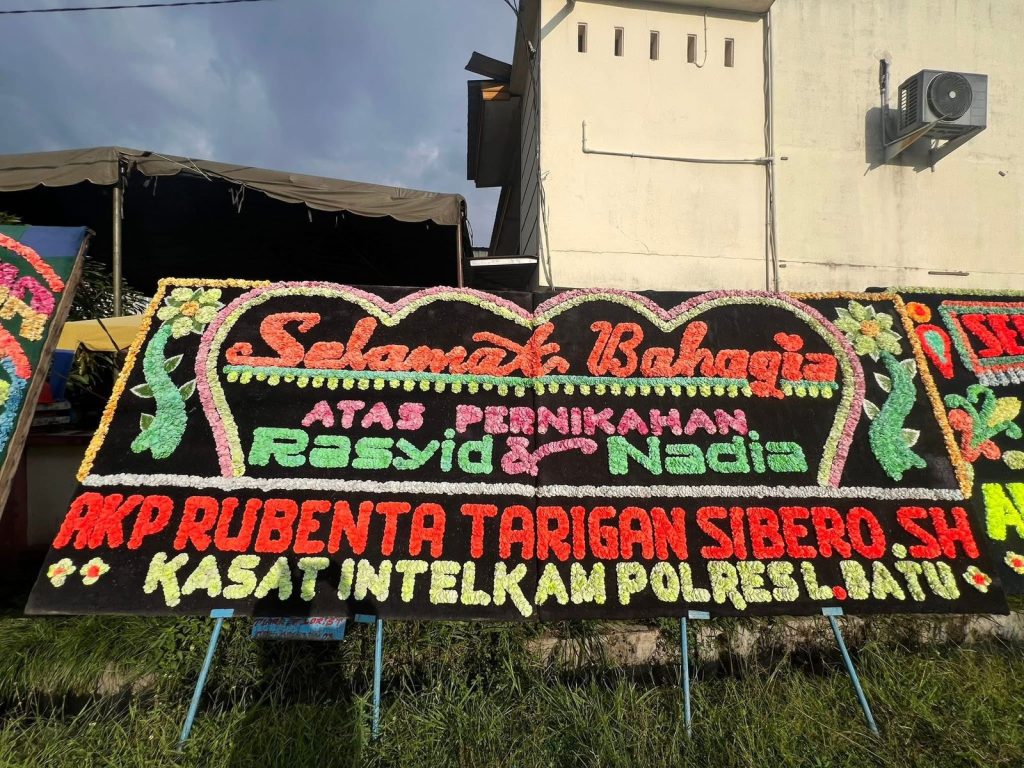 Selamat Bahagia
ATAS PERNIKAHAN
Rasyid & Nadia
AKP RUBENTA TARIGAN SIBERO. SH
KASAT INTELKAM POLRES L. BATU